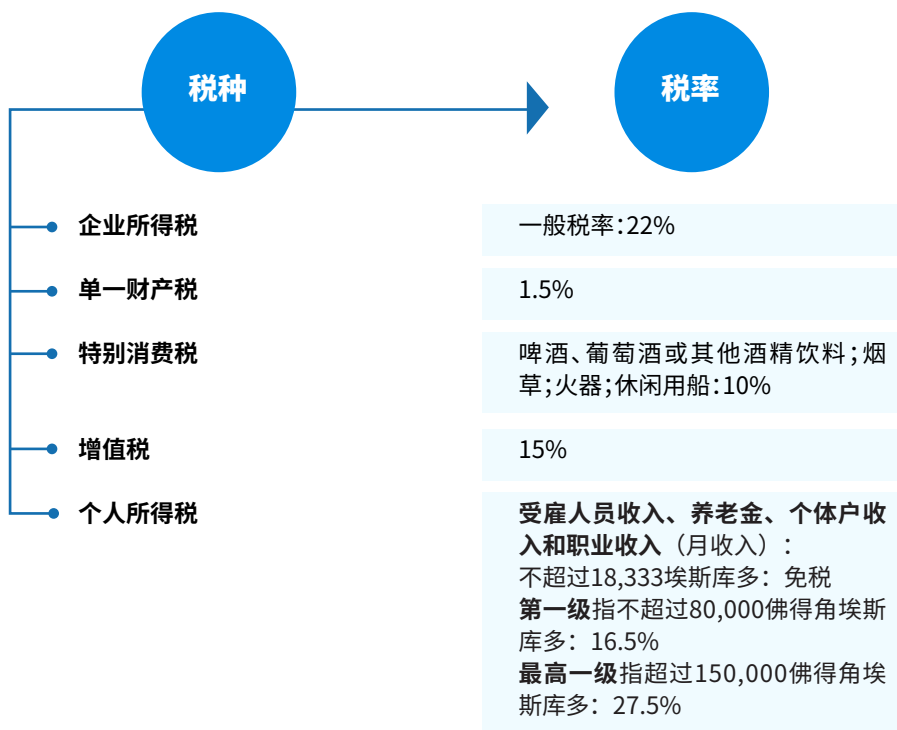 税种
税率
企业所得税
一般税率：22%
单一财产税
1.5%
特别消费税
啤酒、葡萄酒或其他酒精饮料；烟
草；火器；休闲用船：10%
增值税
15%
个人所得税
受雇人员收入、养老金、个体户收
入和职业收入（月收入）：
不超过18,333埃斯库多：免税
第一级指不超过80,000佛得角埃斯
库多：16.5%
最高一级指超过150,000佛得角埃
斯库多：27.5%